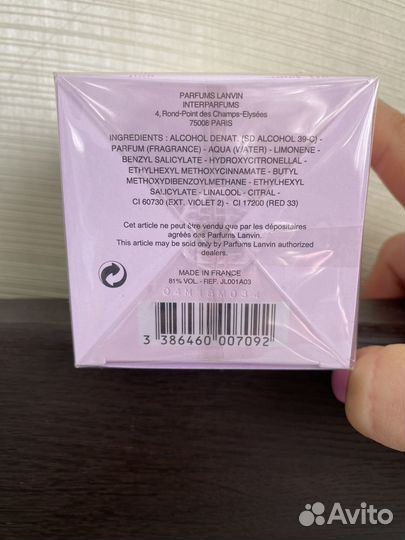 PARFUMS LANVIN
INTERPARFUMS
4, Rond-Point des Champs-Elysées
75008 PARIS
INGREDIENTS : ALCOHOL DENAT. (SD ALCOHOL 39-C) -
PARFUM (FRAGRANCE) - AQUA (WATER) - LIMONENE -
BENZYL SALICYLATE - HYDROXYCITRONELLAL -
ETHYLHEXYL METHOXYCINNAMATE - BUTYL
METHOXYDIBENZOYLMETHANE - ETHYLHEXYL
SALICYLATE - LINALOOL - CITRAL -
CI 60730 (EXT. VIOLET 2) - CI 17200 (RED 33)
Cet article ne peut être vendu que par les dépositaires
agréés des Parfums Lanvin.
This article may be sold only by Parfums Lanvin authorized
dealers.
MADE IN FRANCE
81% VOL. - REF. JL001A03
04M18M034
3 386460 007092
Avito